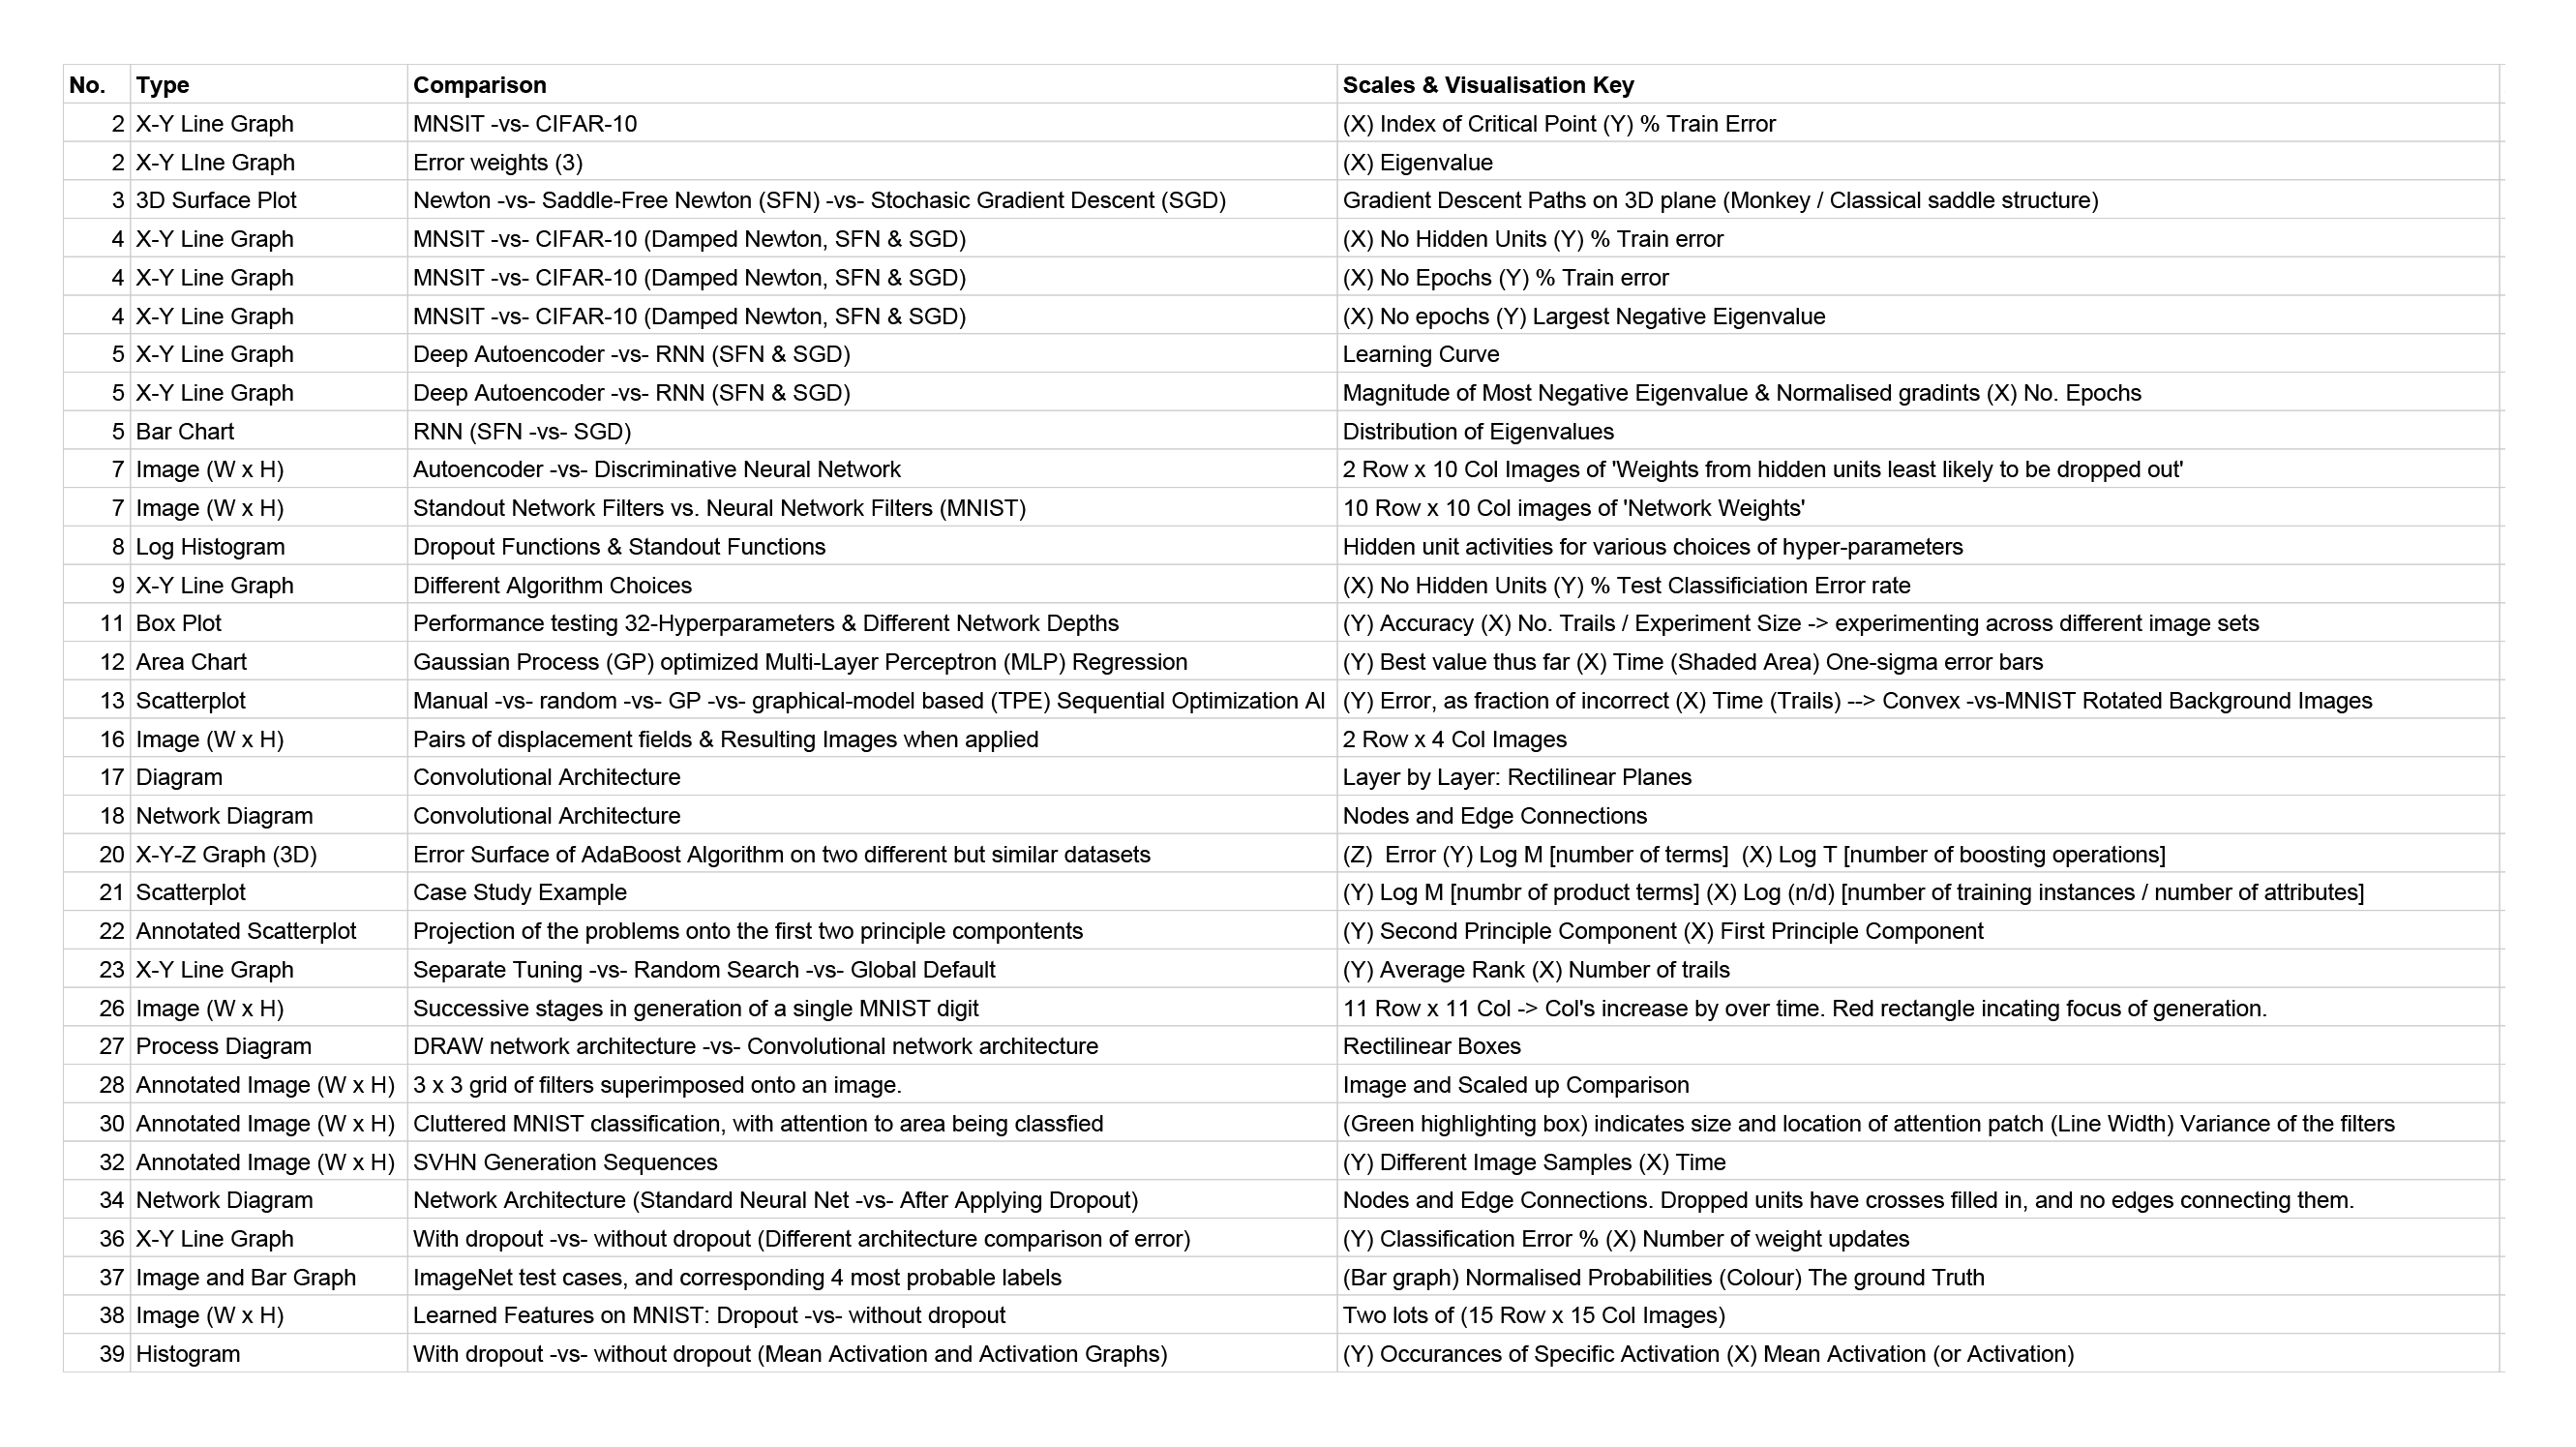 No. Type Comparison Scales & Visualisation Key
2 X-Y Line Graph MNSIT -vs- CIFAR-10 (X) Index of Critical Point (Y) % Train Error
2 X-Y LIne Graph Error weights (3) (X) Eigenvalue
3 3D Surface Plot Newton -vs- Saddle-Free Newton (SFN) -vs- Stochasic Gradient Descent (SGD) Gradient Descent Paths on 3D plane (Monkey / Classical saddle structure)
4 X-Y Line Graph MNSIT -vs- CIFAR-10 (Damped Newton, SFN & SGD) (X) No Hidden Units (Y) % Train error
4 X-Y Line Graph MNSIT -vs- CIFAR-10 (Damped Newton, SFN & SGD) (X) No Epochs (Y) % Train error
4 X-Y Line Graph MNSIT -vs- CIFAR-10 (Damped Newton, SFN & SGD) (X) No epochs (Y) Largest Negative Eigenvalue
5 X-Y Line Graph Deep Autoencoder -vs- RNN (SFN & SGD) Learning Curve
5 X-Y Line Graph Deep Autoencoder -vs- RNN (SFN & SGD) Magnitude of Most Negative Eigenvalue & Normalised gradints (X) No. Epochs
5 Bar Chart RNN (SFN -vs- SGD) Distribution of Eigenvalues
7 Image (W x H) Autoencoder -vs- Discriminative Neural Network 2 Row x 10 Col Images of 'Weights from hidden units least likely to be dropped out'
7 Image (W x H) Standout Network Filters vs. Neural Network Filters (MNIST) 10 Row x 10 Col images of 'Network Weights'
8 Log Histogram Dropout Functions & Standout Functions Hidden unit activities for various choices of hyper-parameters
9 X-Y Line Graph Different Algorithm Choices (X) No Hidden Units (Y) % Test Classificiation Error rate
11 Box Plot Performance testing 32-Hyperparameters & Different Network Depths (Y) Accuracy (X) No. Trails / Experiment Size -> experimenting across different image sets
12 Area Chart Gaussian Process (GP) optimized Multi-Layer Perceptron (MLP) Regression (Y) Best value thus far (X) Time (Shaded Area) One-sigma error bars
13 Scatterplot Manual -vs- random -vs- GP -vs- graphical-model based (TPE) Sequential Optimization Al (Y) Error, as fraction of incorrect (X) Time (Trails) --> Convex -vs-MNIST Rotated Background Images
16 Image (W x H) Pairs of displacement fields & Resulting Images when applied 2 Row x 4 Col Images
17 Diagram Convolutional Architecture Layer by Layer: Rectilinear Planes
18 Network Diagram Convolutional Architecture Nodes and Edge Connections
20 X-Y-Z Graph (3D) Error Surface of AdaBoost Algorithm on two different but similar datasets (Z) Error (Y) Log M [number of terms] (X) Log T [number of boosting operations]
21 Scatterplot Case Study Example (Y) Log M [numbr of product terms] (X) Log (n/d) [number of training instances / number of attributes]
22 Annotated Scatterplot Projection of the problems onto the first two principle compontents (Y) Second Principle Component (X) First Principle Component
23 X-Y Line Graph Separate Tuning -vs- Random Search -vs- Global Default (Y) Average Rank (X) Number of trails
26 Image (W x H) Successive stages in generation of a single MNIST digit 11 Row x 11 Col -> Col's increase by over time. Red rectangle incating focus of generation.
27 Process Diagram DRAW network architecture -vs- Convolutional network architecture Rectilinear Boxes
28 Annotated Image (W x H) 3 x 3 grid of filters superimposed onto an image. Image and Scaled up Comparison
30 Annotated Image (W x H) Cluttered MNIST classification, with attention to area being classfied (Green highlighting box) indicates size and location of attention patch (Line Width) Variance of the filters
32 Annotated Image (W x H) SVHN Generation Sequences (Y) Different Image Samples (X) Time
34 Network Diagram Network Architecture (Standard Neural Net -vs- After Applying Dropout) Nodes and Edge Connections. Dropped units have crosses filled in, and no edges connecting them.
36 X-Y Line Graph With dropout -vs- without dropout (Different architecture comparison of error) (Y) Classification Error % (X) Number of weight updates
37 Image and Bar Graph ImageNet test cases, and corresponding 4 most probable labels (Bar graph) Normalised Probabilities (Colour) The ground Truth
38 Image (W x H) Learned Features on MNIST: Dropout -vs- without dropout Two lots of (15 Row x 15 Col Images)
39 Histogram With dropout -vs- without dropout (Mean Activation and Activation Graphs) (Y) Occurances of Specific Activation (X) Mean Activation (or Activation)